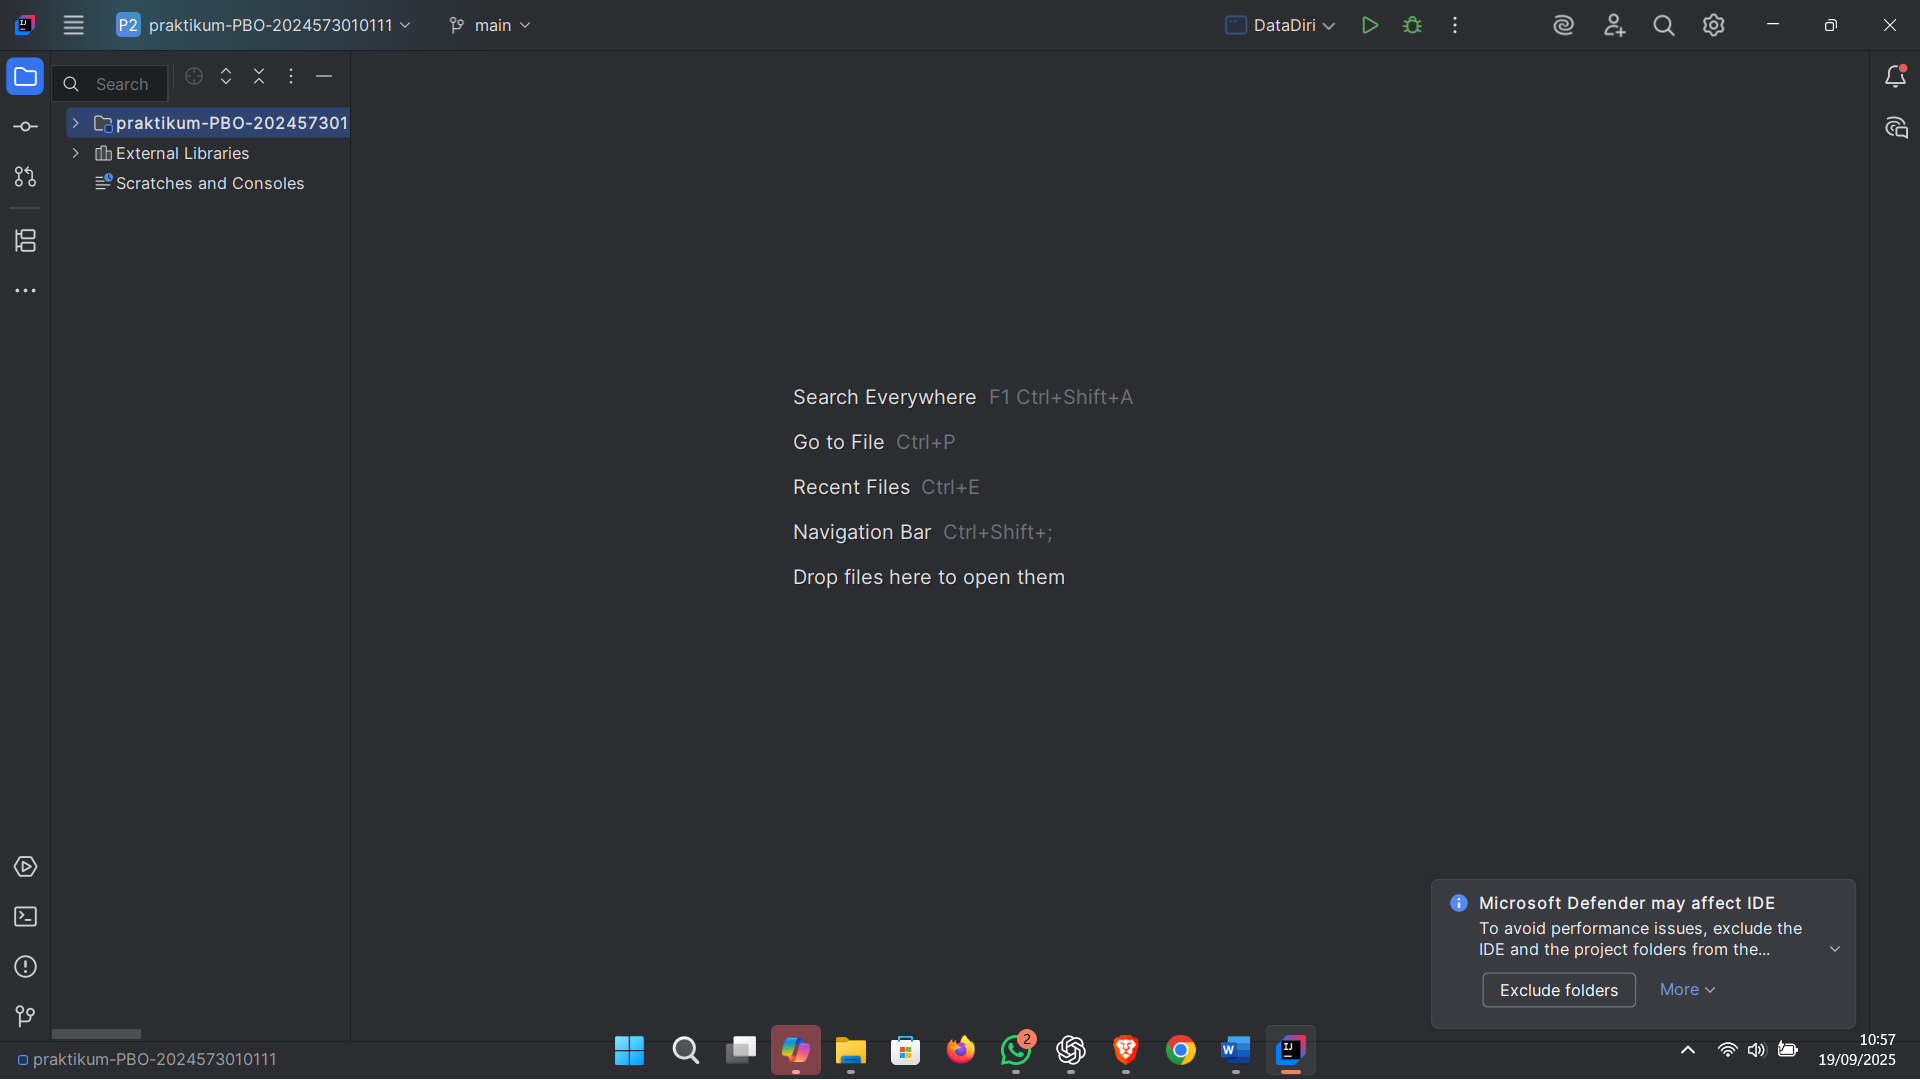 P2 praktikum-PBO-2024573010111
main
DataDiri
Search
praktikum-PBO-202457301
External Libraries
Scratches and Consoles
Search Everywhere F1 Ctrl+Shift+A
Go to File Ctrl+P
Recent Files Ctrl+E
Navigation Bar Ctrl+Shift+;
Drop files here to open them
Microsoft Defender may affect IDE
To avoid performance issues, exclude the
IDE and the project folders from the...
Exclude folders More
praktikum-PBO-2024573010111
2
10:57
19/09/2025